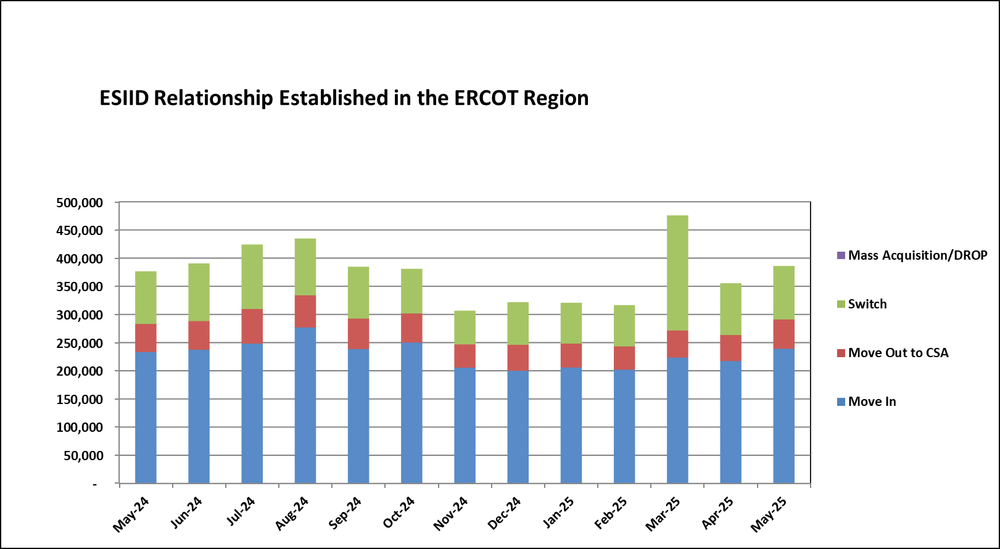 ESIID Relationship Established in the ERCOT Region
500,000
450,000
400,000
350,000
300,000
250,000
200,000
150,000
100,000
50,000
-
May-24
Jun-24
Jul-24
Aug-24
Sep-24
Oct-24
Nov-24
Dec-24
Jan-25
Feb-25
Mar-25
Apr-25
May-25
Mass Acquisition/DROP
Switch
Move Out to CSA
Move In